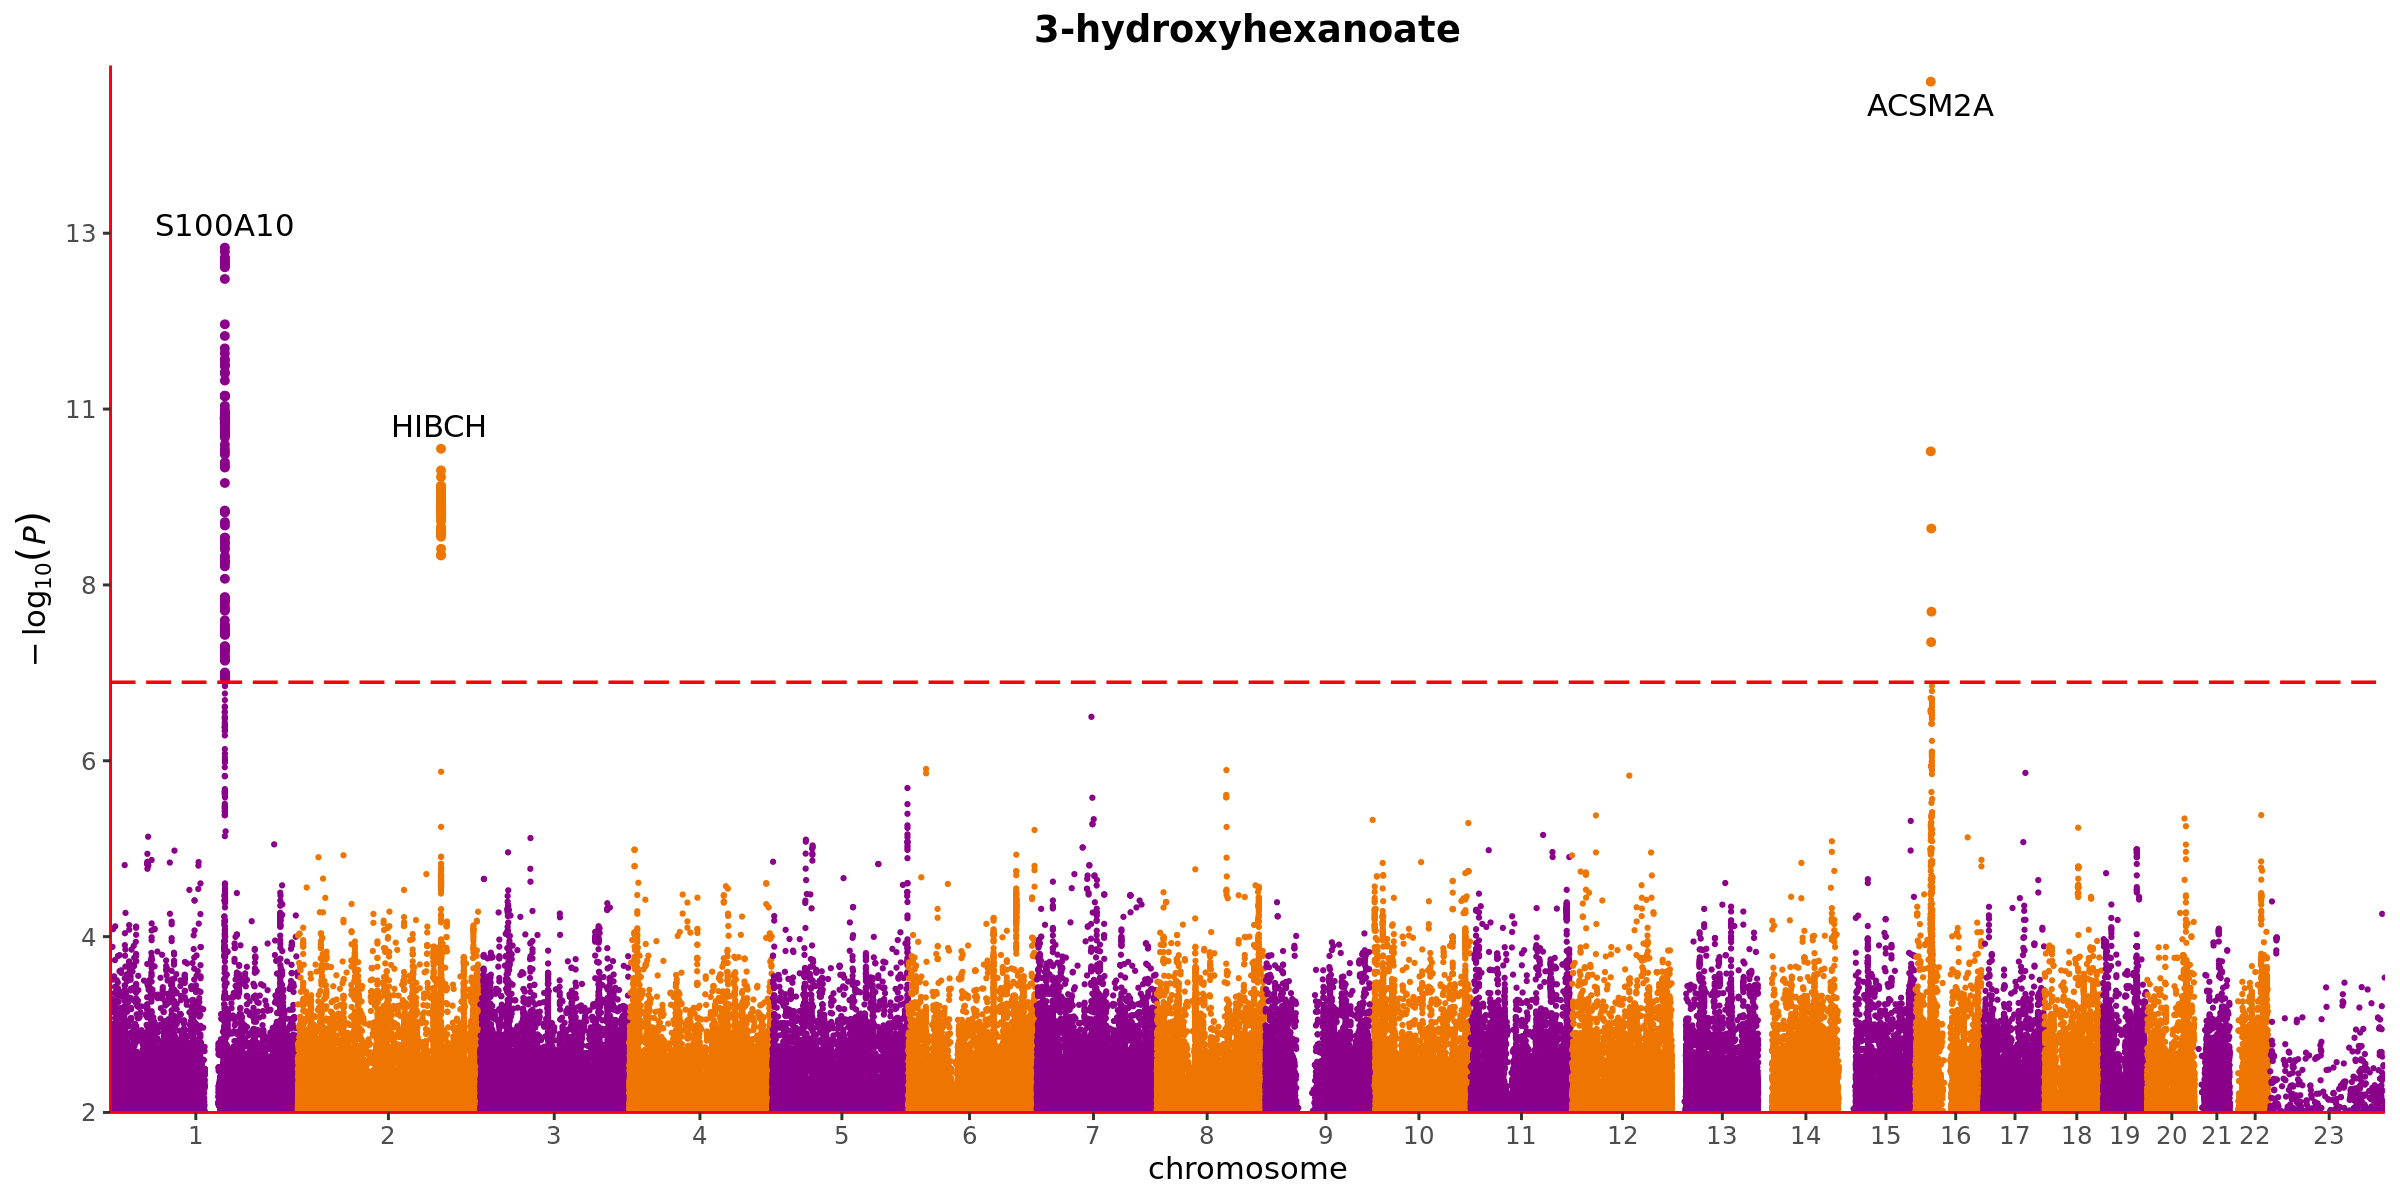 3-hydroxyhexanoate
ACSM2A
S100A10
13
11
HIBCH
8
− log10(P)
6
4
2
1 2 3 4 5 6 7 8 9 10 11 12 13 14 15 16 17 18 19 20 21 22 23
chromosome